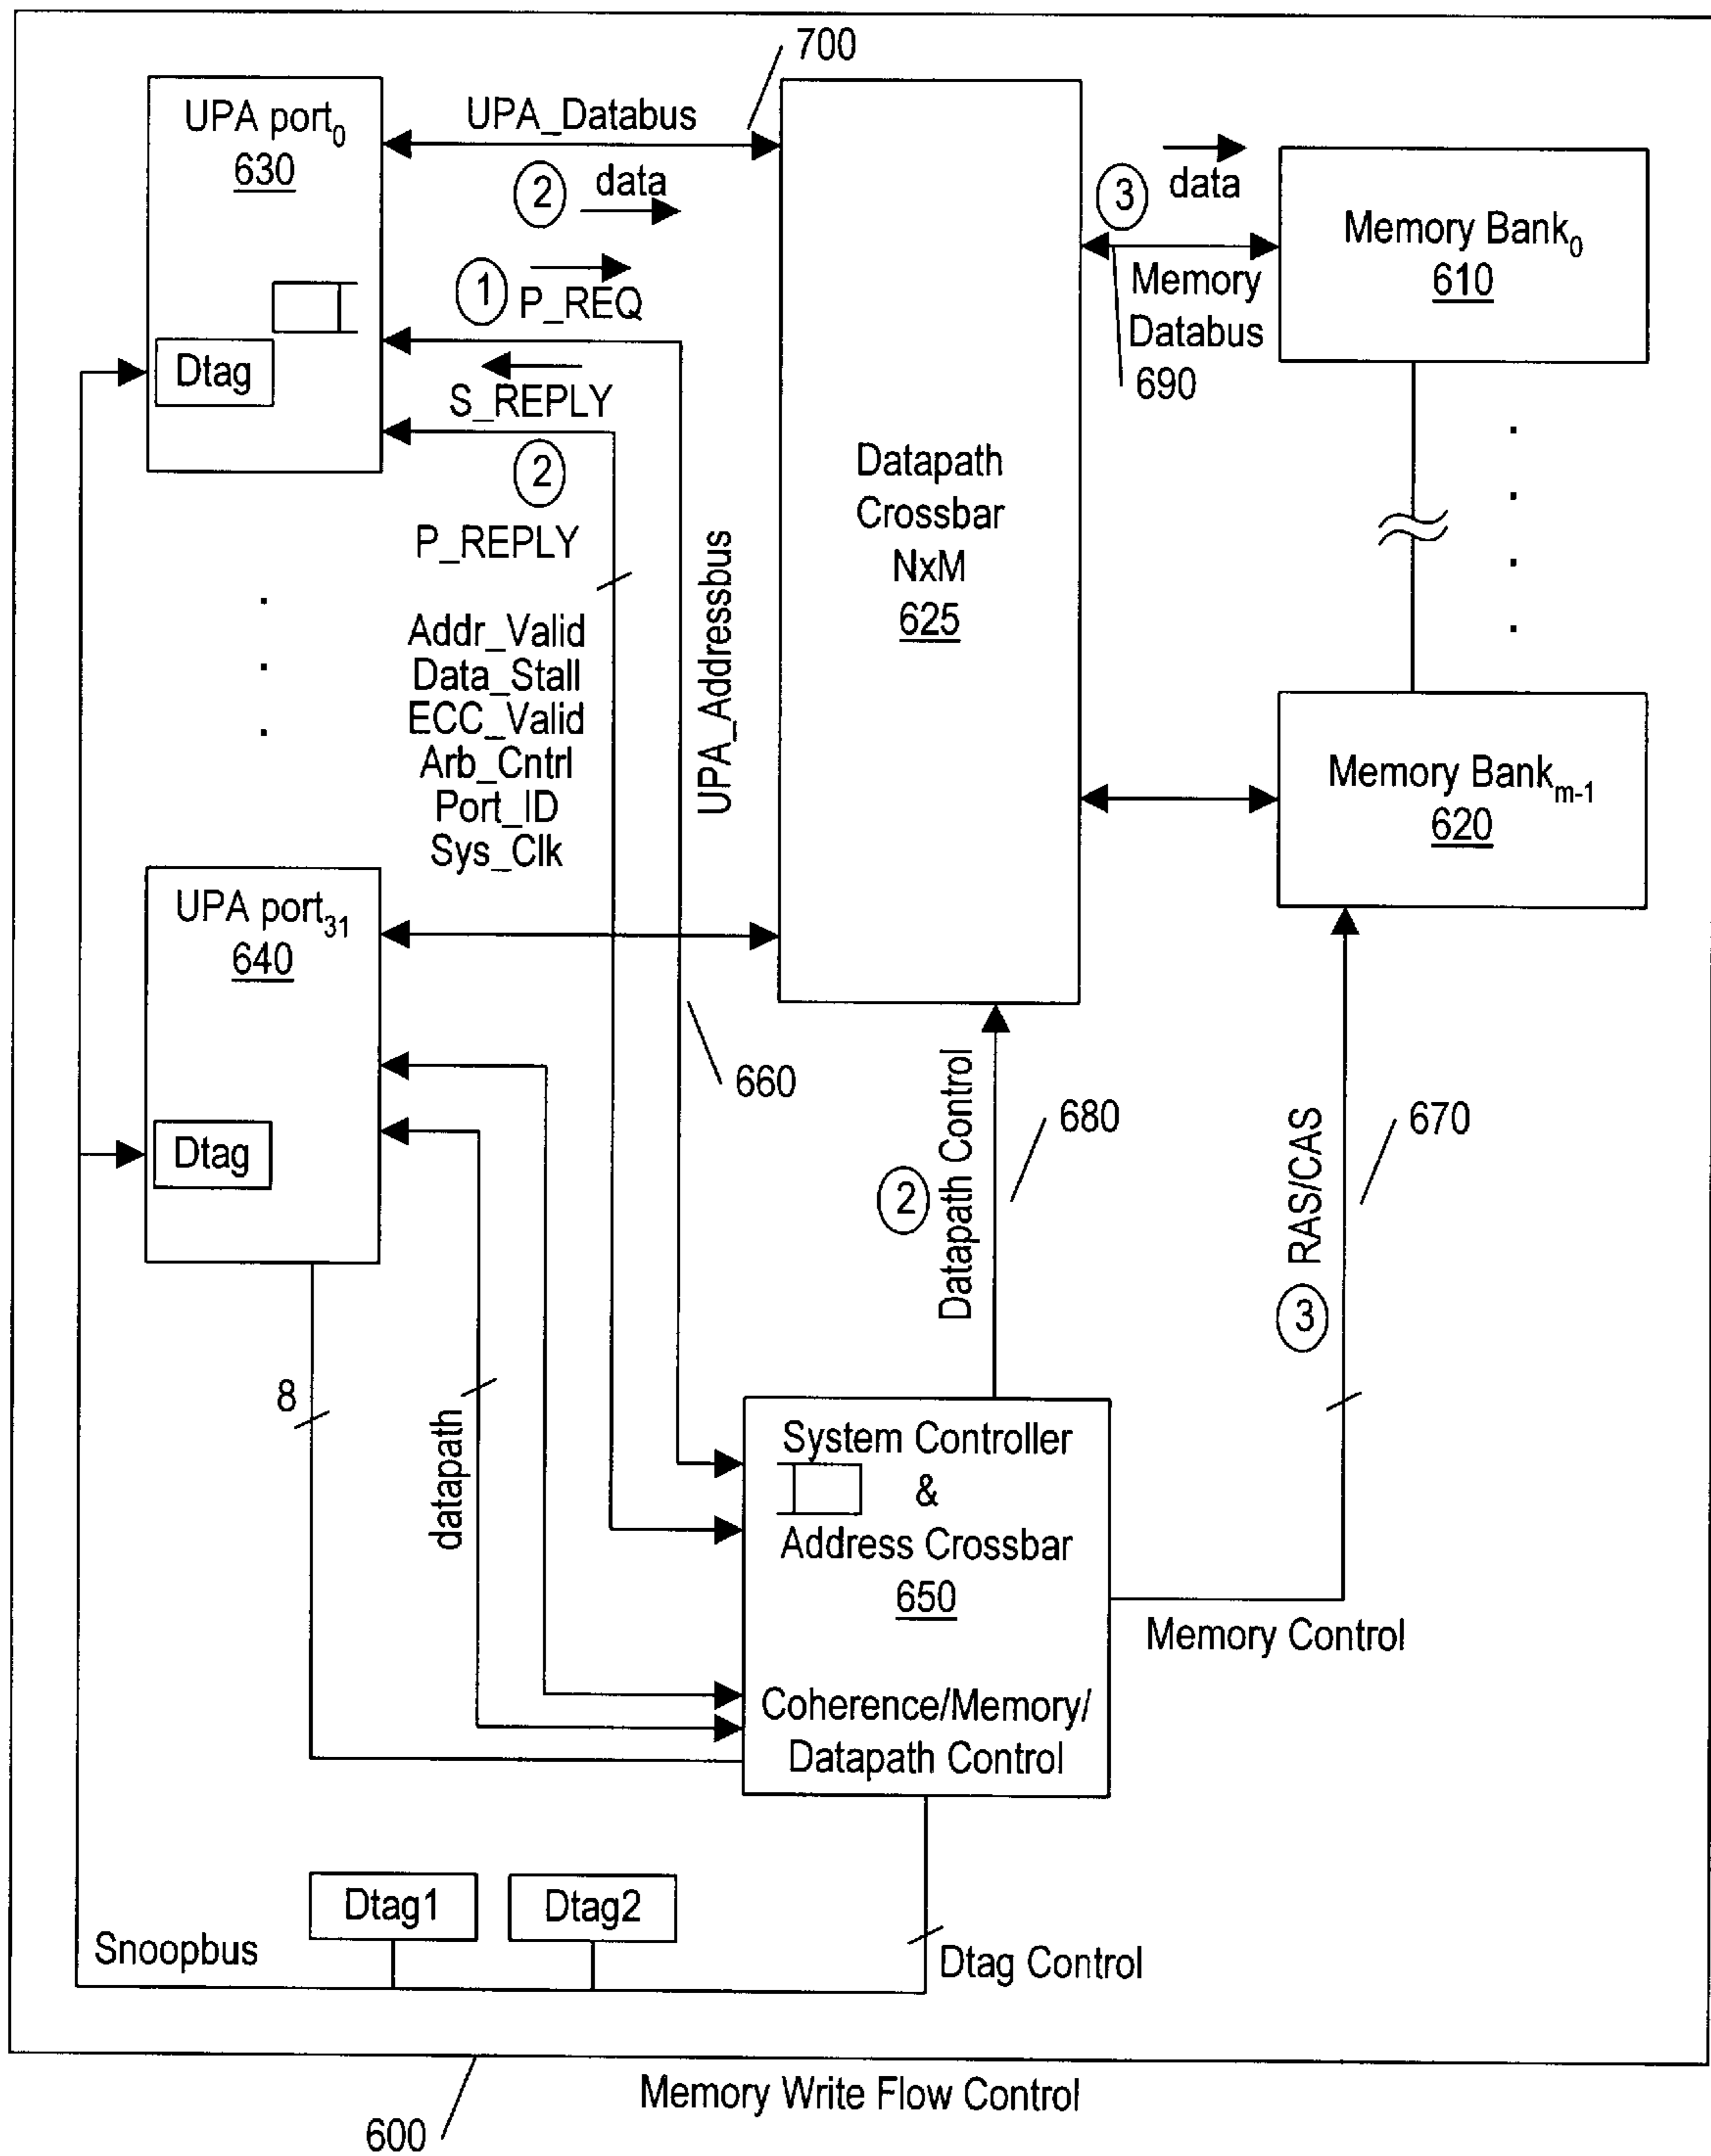 700
UPA port0
630
UPA_Databus
2 data
1 P_REQ
Dtag
S_REPLY
2
P_REPLY
Addr_Valid
Data_Stall
ECC_Valid
Arb_Cntrl
Port_ID
Sys_Clk
UPA_Addressbus
Datapath
Crossbar
NxM
625
3 data
Memory
Databus
690
Memory Bank0
610
Memory Bankm-1
620
UPA port31
640
Dtag
660
2 Datapath Control
680
3 RAS/CAS
670
8
datapath
System Controller
&
Address Crossbar
650
Coherence/Memory/
Datapath Control
Memory Control
Dtag1
Dtag2
Snoopbus
Dtag Control
Memory Write Flow Control
600